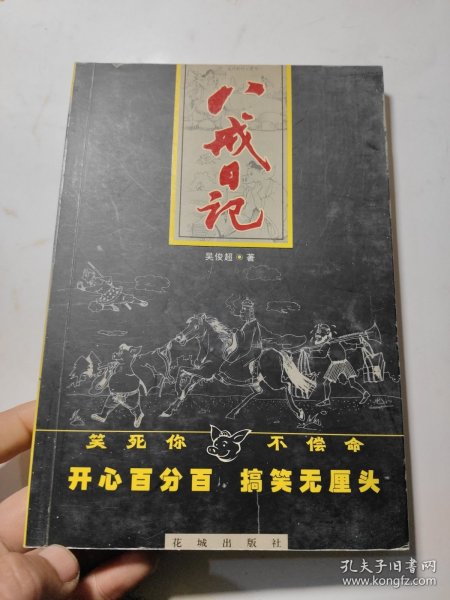 八戒日记
吴俊超 著
笑死你 不偿命
开心百分百 搞笑无厘头
花城出版社
孔夫子旧书网
www.kongfz.com